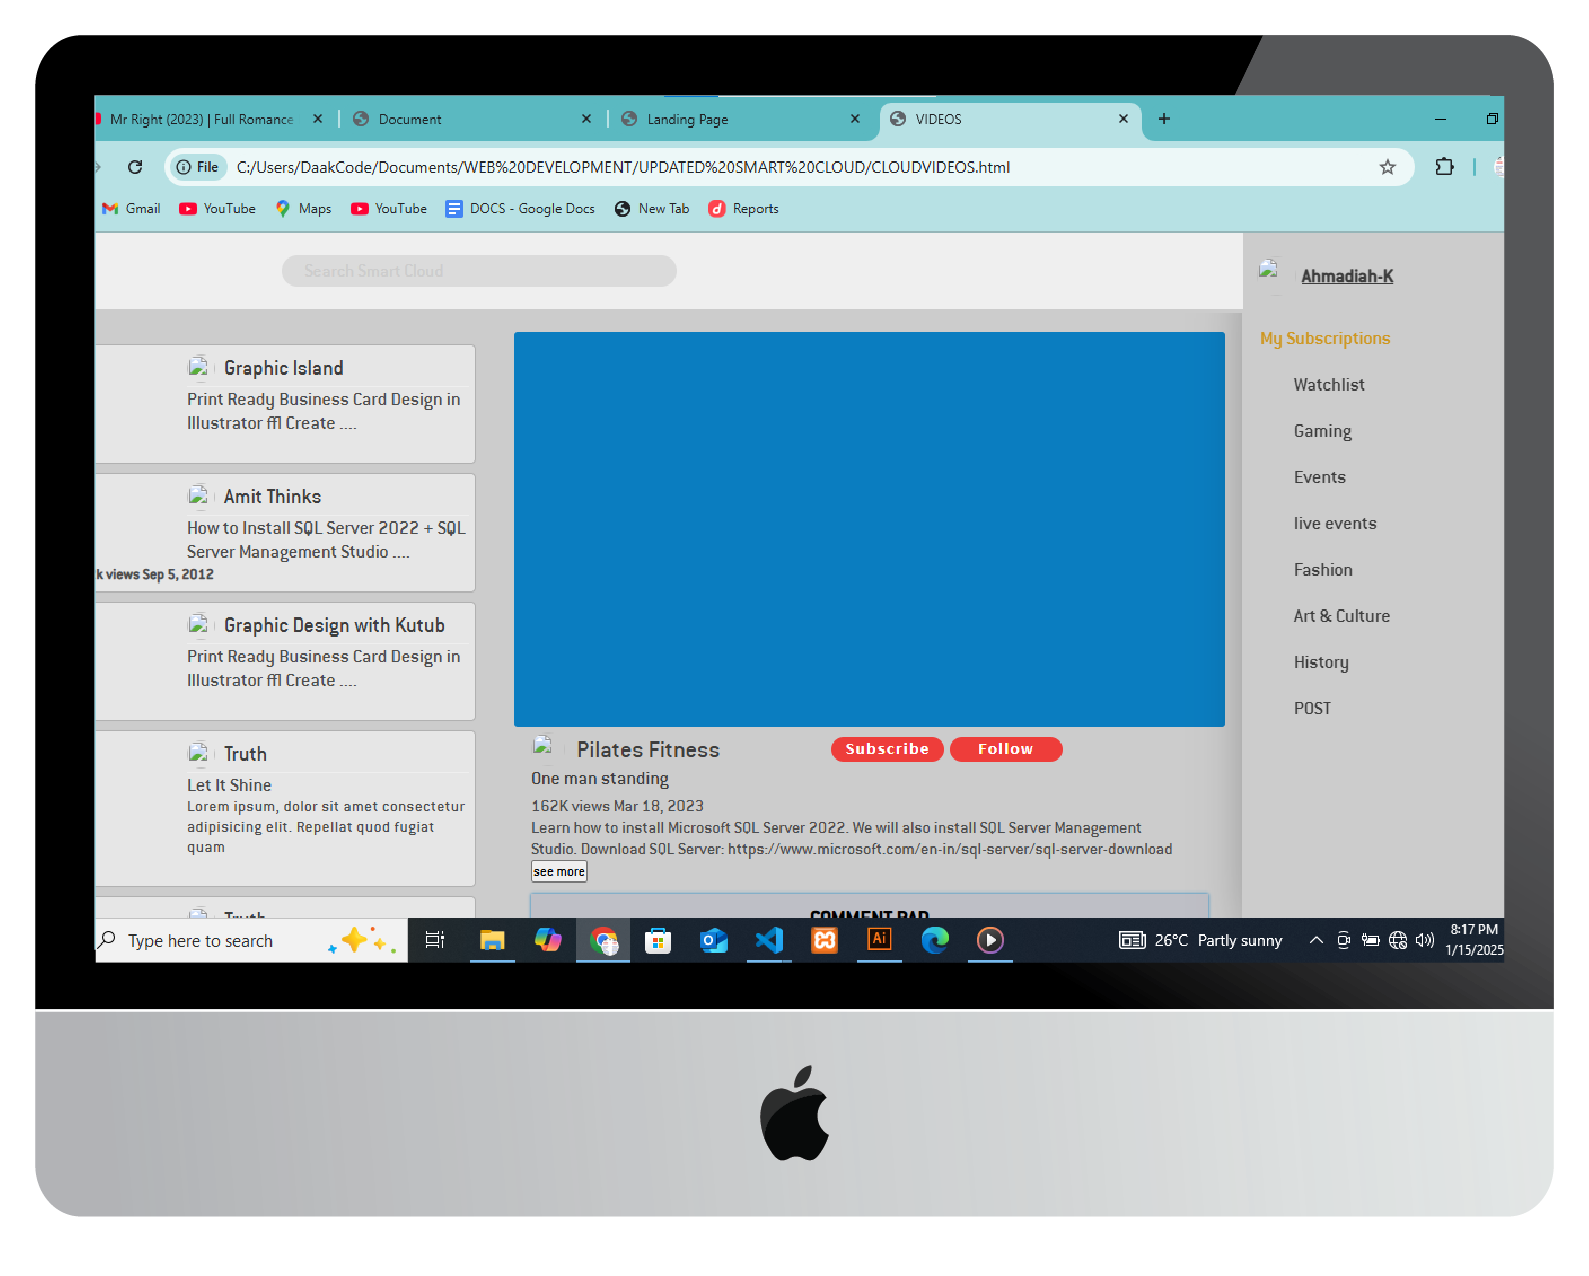 Mr Right (2023) | Full Romance
Document
Landing Page
VIDEOS
File
C:/Users/DaakCode/Documents/WEB%20DEVELOPMENT/UPDATED%20SMART%20CLOUD/CLOUDVIDEOS.html
Gmail
YouTube
Maps
YouTube
DOCS - Google Docs
New Tab
Reports
Search Smart Cloud
Graphic Island
Print Ready Business Card Design in
Illustrator ffl Create ....
Amit Thinks
How to Install SQL Server 2022 + SQL
Server Management Studio ....
k views Sep 5, 2012
Graphic Design with Kutub
Print Ready Business Card Design in
Illustrator ffl Create ....
Truth
Let It Shine
Lorem ipsum, dolor sit amet consectetur
adipisicing elit. Repellat quod fugiat
quam
Truth
Pilates Fitness
Subscribe
Follow
One man standing
162K views Mar 18, 2023
Learn how to install Microsoft SQL Server 2022. We will also install SQL Server Management
Studio. Download SQL Server: https://www.microsoft.com/en-in/sql-server/sql-server-download
see more
COMMENT PAD
Ahmadiah-K
My Subscriptions
Watchlist
Gaming
Events
live events
Fashion
Art & Culture
History
POST
Type here to search
Ai
26°C Partly sunny
8:17 PM
1/15/2025